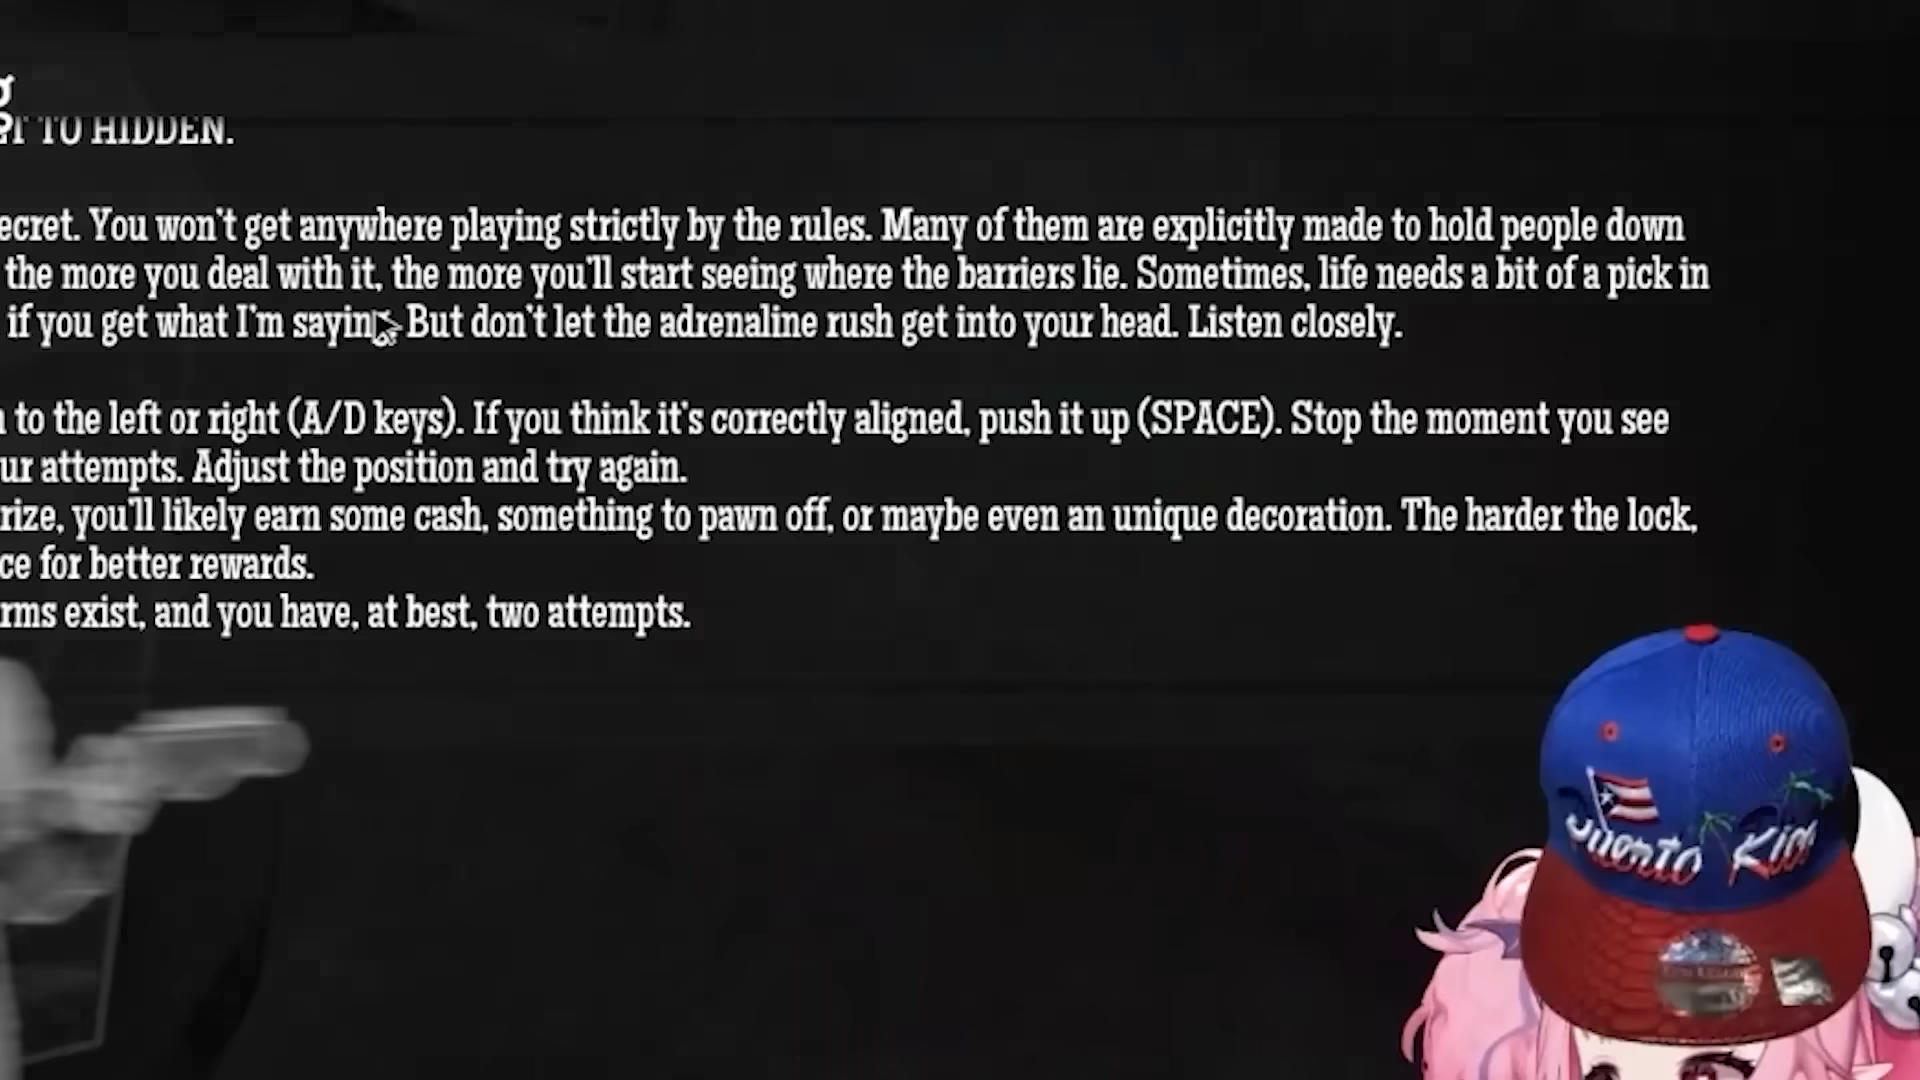 g
TO HIDDEN.
ecret. You won't get anywhere playing strictly by the rules. Many of them are explicitly made to hold people down
the more you deal with it, the more you'll start seeing where the barriers lie. Sometimes, life needs a bit of a pick in
if you get what I'm saying. But don't let the adrenaline rush get into your head. Listen closely.
to the left or right (A/D keys). If you think it's correctly aligned, push it up (SPACE). Stop the moment you see
ur attempts. Adjust the position and try again.
rize, you'll likely earn some cash, something to pawn off, or maybe even an unique decoration. The harder the lock,
ce for better rewards.
rms exist, and you have, at best, two attempts.
Puerto Rico